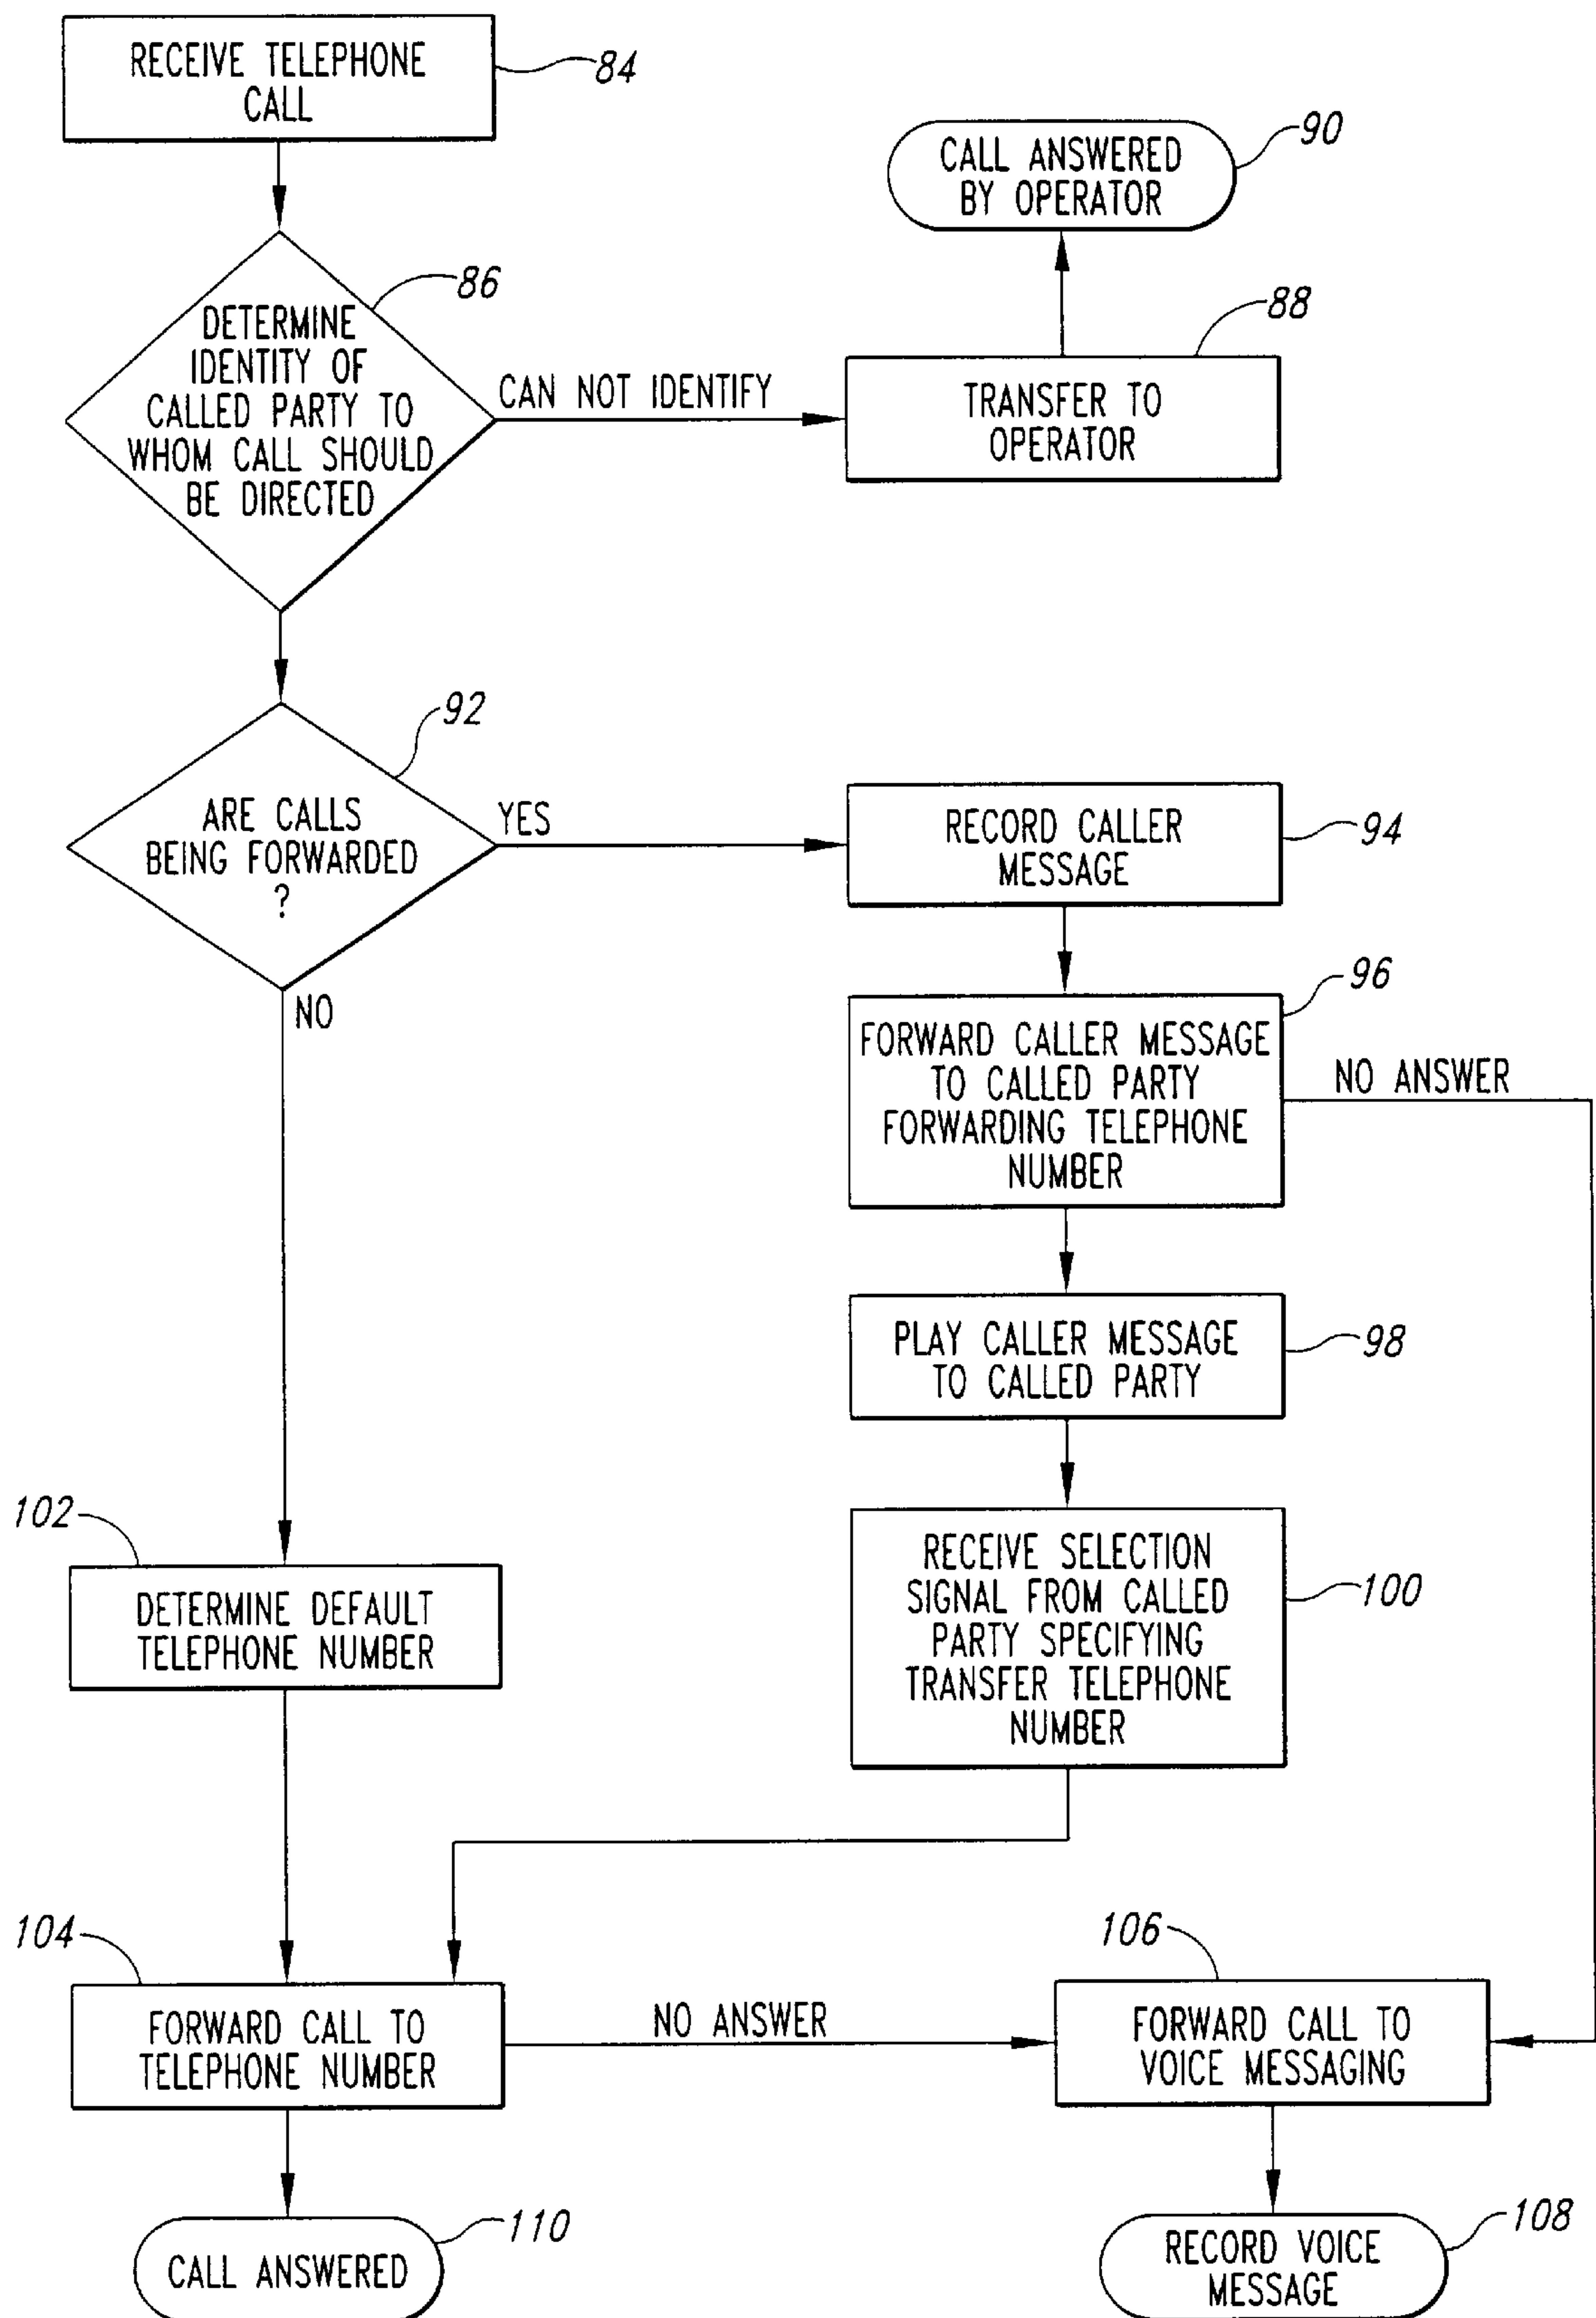 RECEIVE TELEPHONE
CALL
84
CALL ANSWERED
BY OPERATOR
90
DETERMINE
IDENTITY OF
CALLED PARTY TO
WHOM CALL SHOULD
BE DIRECTED
86
CAN NOT IDENTIFY
TRANSFER TO
OPERATOR
88
ARE CALLS
BEING FORWARDED
?
92
YES
NO
RECORD CALLER
MESSAGE
94
FORWARD CALLER MESSAGE
TO CALLED PARTY
FORWARDING TELEPHONE
NUMBER
96
NO ANSWER
PLAY CALLER MESSAGE
TO CALLED PARTY
98
RECEIVE SELECTION
SIGNAL FROM CALLED
PARTY SPECIFYING
TRANSFER TELEPHONE
NUMBER
100
102
DETERMINE DEFAULT
TELEPHONE NUMBER
104
FORWARD CALL TO
TELEPHONE NUMBER
NO ANSWER
106
FORWARD CALL TO
VOICE MESSAGING
CALL ANSWERED
110
RECORD VOICE
MESSAGE
108